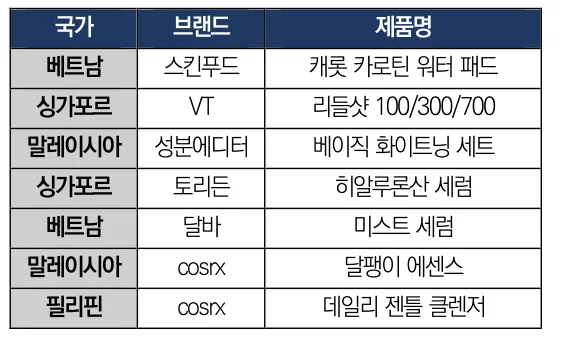 국가 브랜드 제품명
베트남 스킨푸드 캐롯 카로틴 워터 패드
싱가포르 VT 리들샷 100/300/700
말레이시아 성분에디터 베이직 화이트닝 세트
싱가포르 토리든 히알루론산 세럼
베트남 달바 미스트 세럼
말레이시아 cosrx 달팽이 에센스
필리핀 cosrx 데일리 젠틀 클렌저